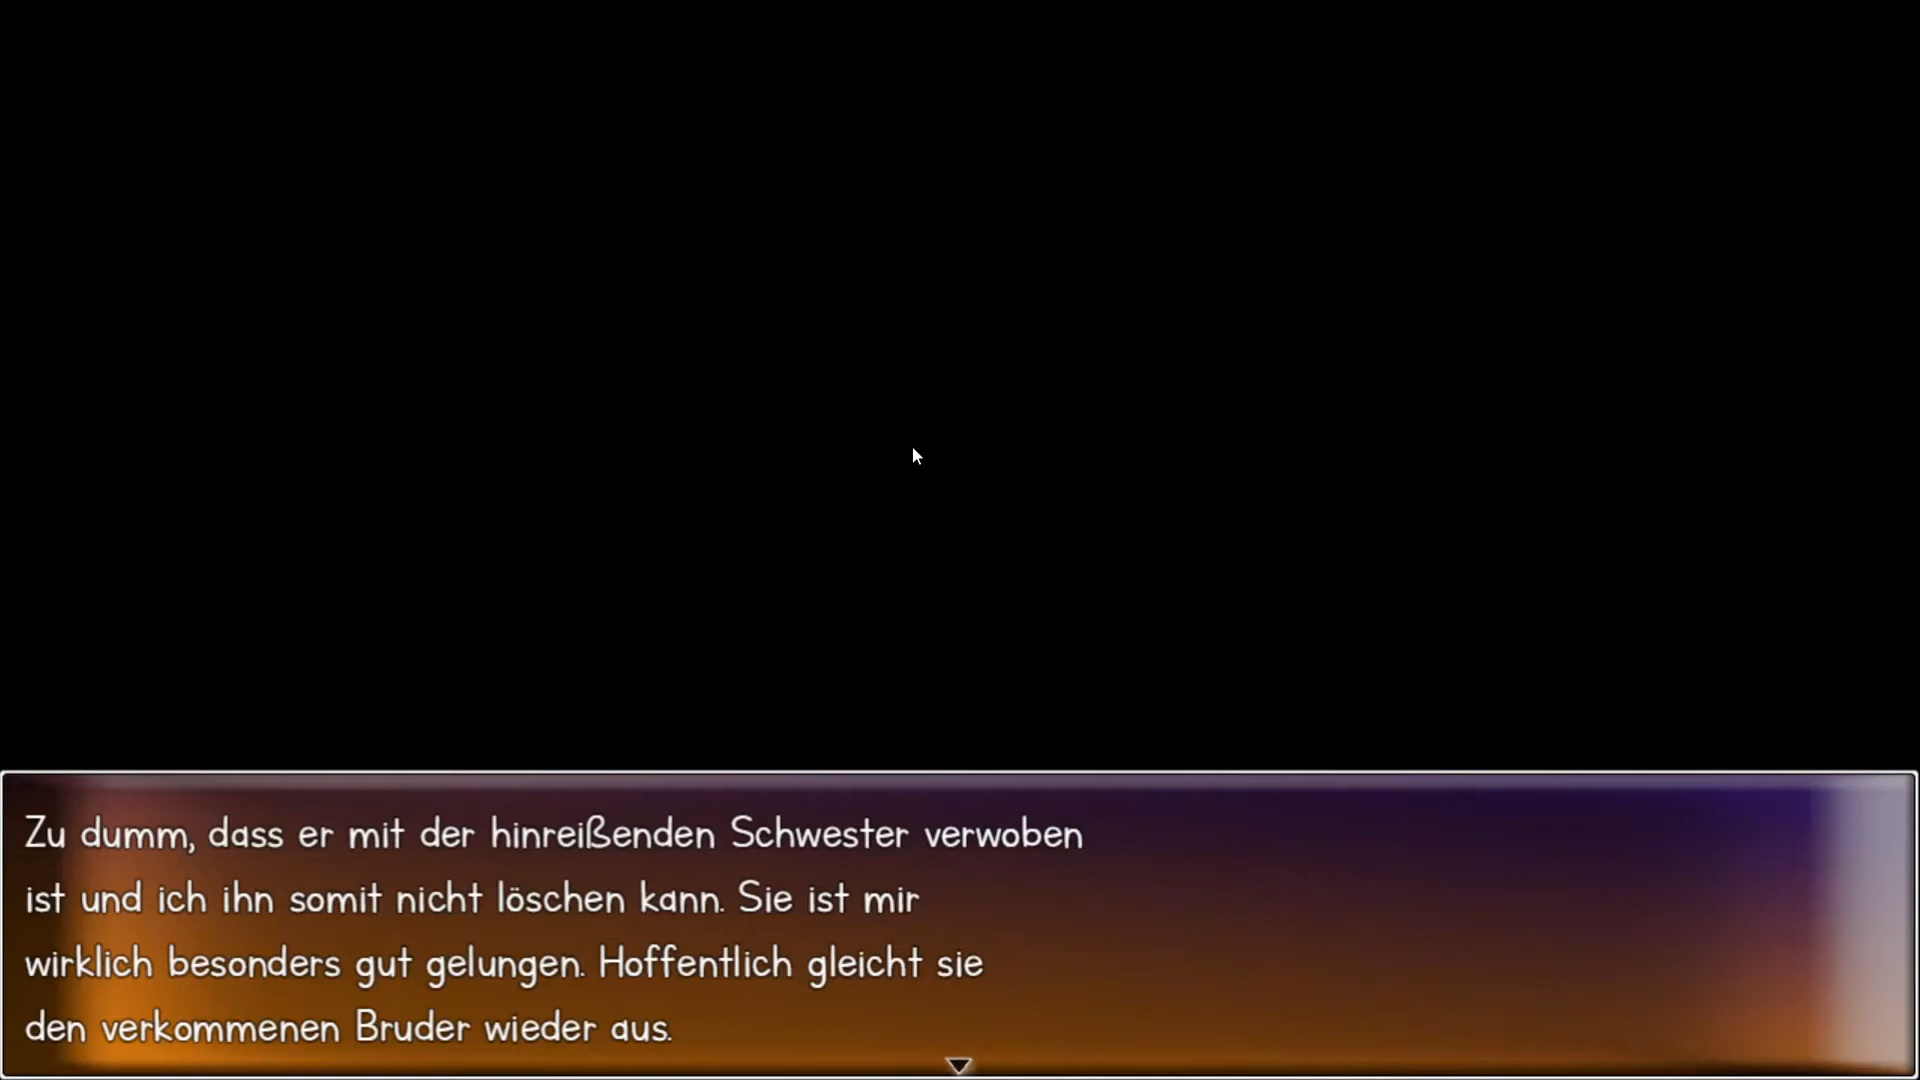 Zu dumm, dass er mit der hinreißenden Schwester verwoben
ist und ich ihn somit nicht löschen kann. Sie ist mir
wirklich besonders gut gelungen. Hoffentlich gleicht sie
den verkommenen Bruder wieder aus.